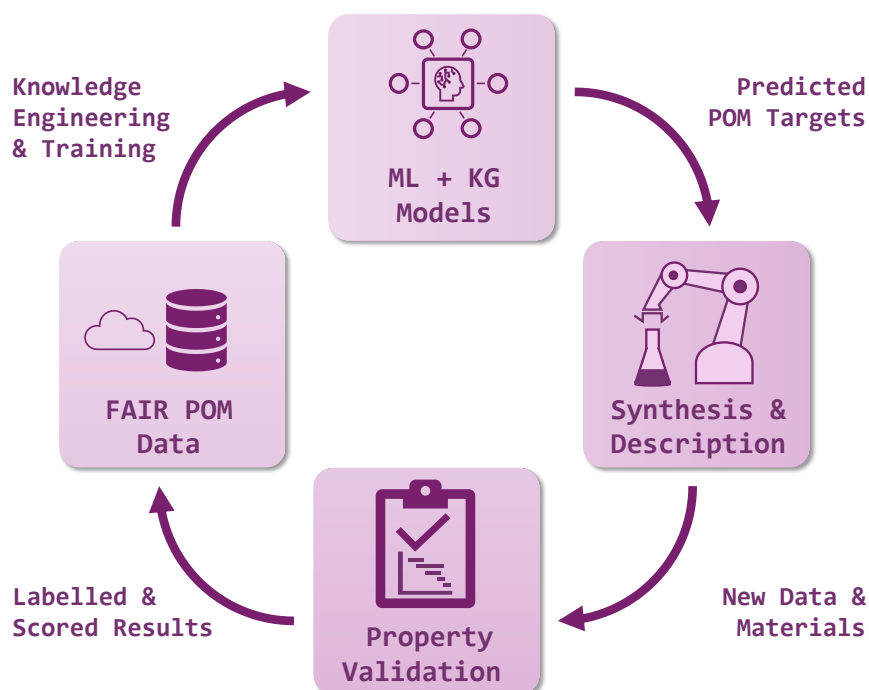 Knowledge
Engineering
& Training
ML + KG
Models
Predicted
POM Targets
FAIR POM
Data
Synthesis &
Description
Property
Validation
Labelled &
Scored Results
New Data &
Materials